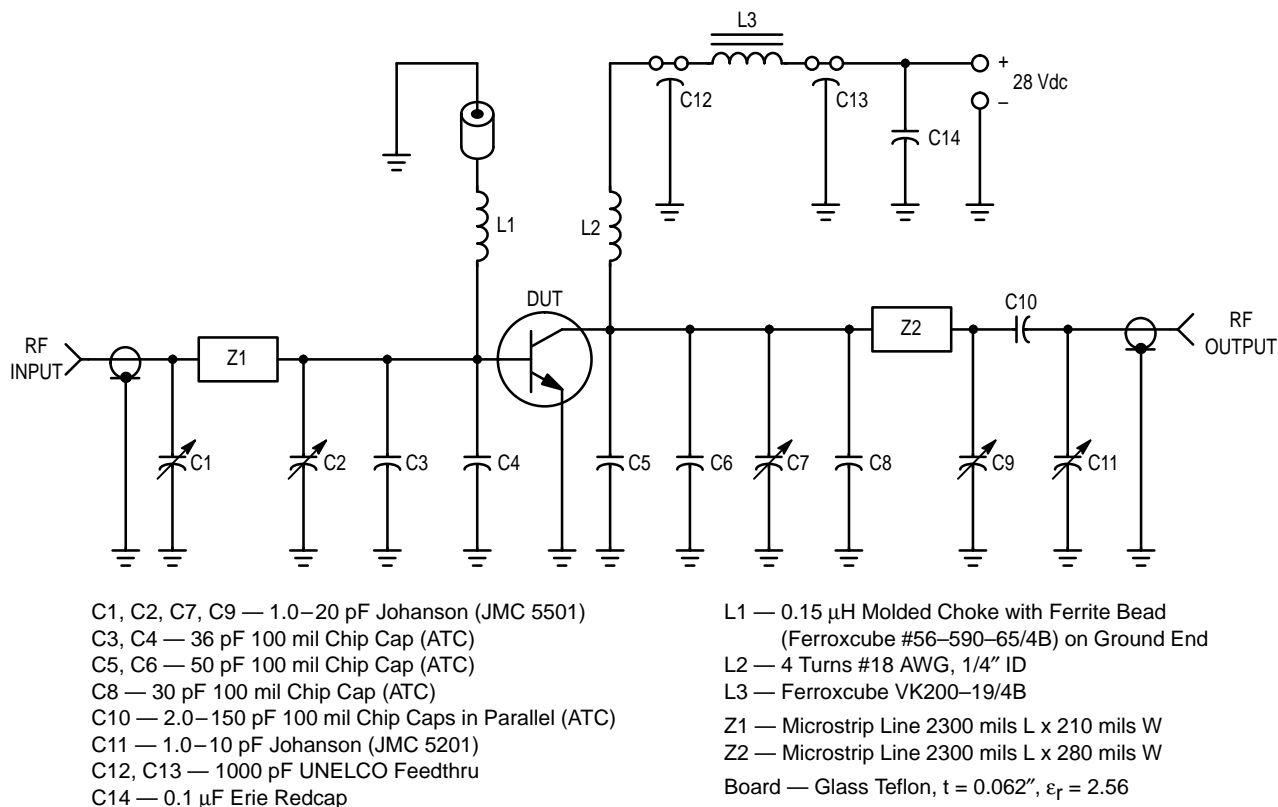 L3
+
28 Vdc
–
C12
C13
C14
L1
L2
DUT
C10
RF
INPUT
Z1
Z2
RF
OUTPUT
C1
C2
C3
C4
C5
C6
C7
C8
C9
C11
C1, C2, C7, C9 — 1.0–20 pF Johanson (JMC 5501)
C3, C4 — 36 pF 100 mil Chip Cap (ATC)
C5, C6 — 50 pF 100 mil Chip Cap (ATC)
C8 — 30 pF 100 mil Chip Cap (ATC)
C10 — 2.0–150 pF 100 mil Chip Caps in Parallel (ATC)
C11 — 1.0–10 pF Johanson (JMC 5201)
C12, C13 — 1000 pF UNELCO Feedthru
C14 — 0.1 μF Erie Redcap
L1 — 0.15 μH Molded Choke with Ferrite Bead
(Ferroxcube #56–590–65/4B) on Ground End
L2 — 4 Turns #18 AWG, 1/4″ ID
L3 — Ferroxcube VK200–19/4B
Z1 — Microstrip Line 2300 mils L x 210 mils W
Z2 — Microstrip Line 2300 mils L x 280 mils W
Board — Glass Teflon, t = 0.062″, εr = 2.56